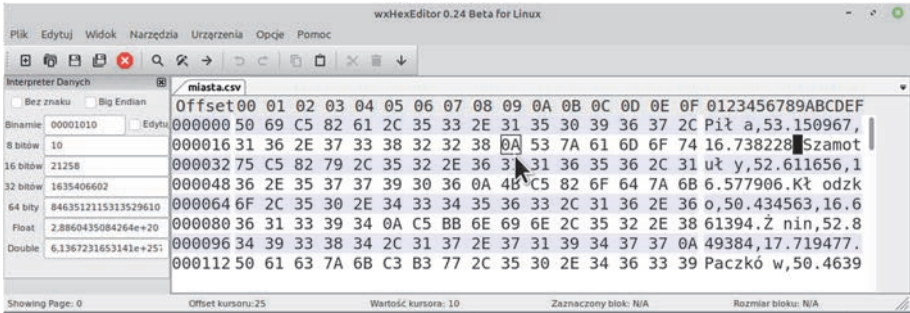 wxHexEditor 0.24 Beta for Linux
Plik Edytuj Widok Narzędzia Urządzenia Opcje Pomoc
Interpreter Danych
miasta.csv
Bez znaku Big Endian
Binarnie 00001010 Edytu
8 bitów 10
16 bitów 21258
32 bitów 1635406602
64 bity 8463512115313529610
Float 2,8860435084264e+20
Double 6,1367231653141e+257
Offset 00 01 02 03 04 05 06 07 08 09 0A 0B 0C 0D 0E 0F 0123456789ABCDEF
000000 50 69 C5 82 61 2C 35 33 2E 31 35 30 39 36 37 2C Pił a,53.150967,
000016 31 36 2E 37 33 38 32 32 38 0A 53 7A 61 6D 6F 74 16.738228 Szamot
000032 75 C5 82 79 2C 35 32 2E 36 31 31 36 35 36 2C 31 uł y,52.611656,1
000048 36 2E 35 37 37 39 30 36 0A 4B C5 82 6F 64 7A 6B 6.577906.Kł odzk
000064 6F 2C 35 30 2E 34 33 34 35 36 33 2C 31 36 2E 36 o,50.434563,16.6
000080 36 31 33 39 34 0A C5 BB 6E 69 6E 2C 35 32 2E 38 61394.Ż nin,52.8
000096 34 39 33 38 34 2C 31 37 2E 37 31 39 34 37 37 0A 49384,17.719477.
000112 50 61 63 7A 6B C3 B3 77 2C 35 30 2E 34 36 33 39 Paczkó w,50.4639
Showing Page: 0 Offset kursoru:25 Wartość kursora: 10 Zaznaczony blok: N/A Rozmiar bloku: N/A